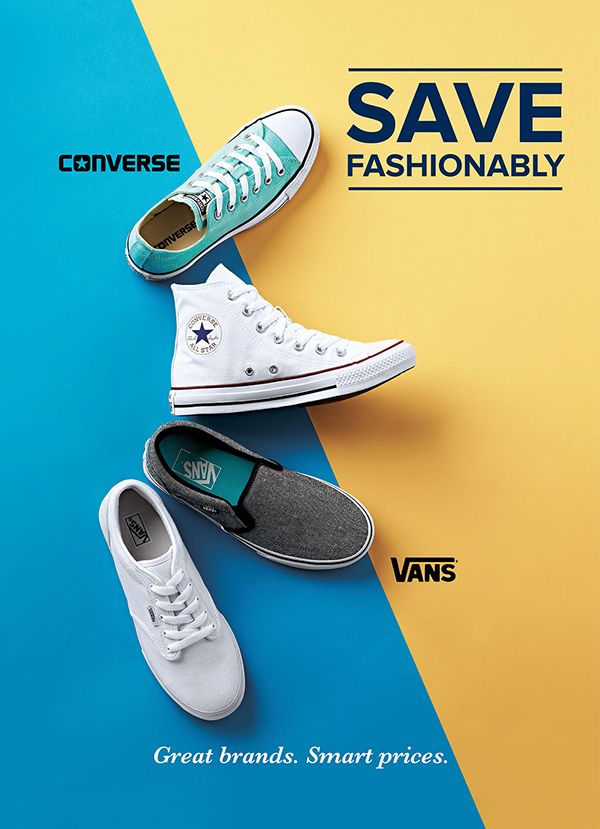 SAVE
FASHIONABLY
CONVERSE
CONVERSE
CONVERSE
ALL STAR
VANS
VANS
VANS
Great brands. Smart prices.